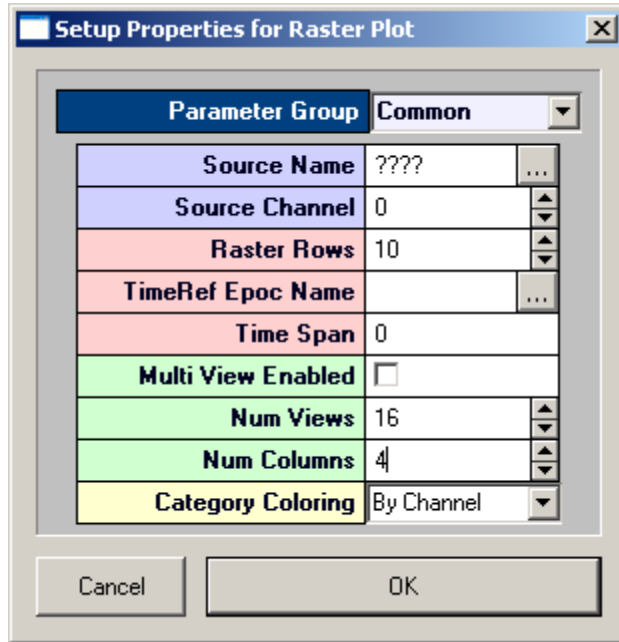 Setup Properties for Raster Plot
Parameter Group Common
Source Name ???? ...
Source Channel 0
Raster Rows 10
TimeRef Epoc Name ...
Time Span 0
Multi View Enabled
Num Views 16
Num Columns 4
Category Coloring By Channel
Cancel OK